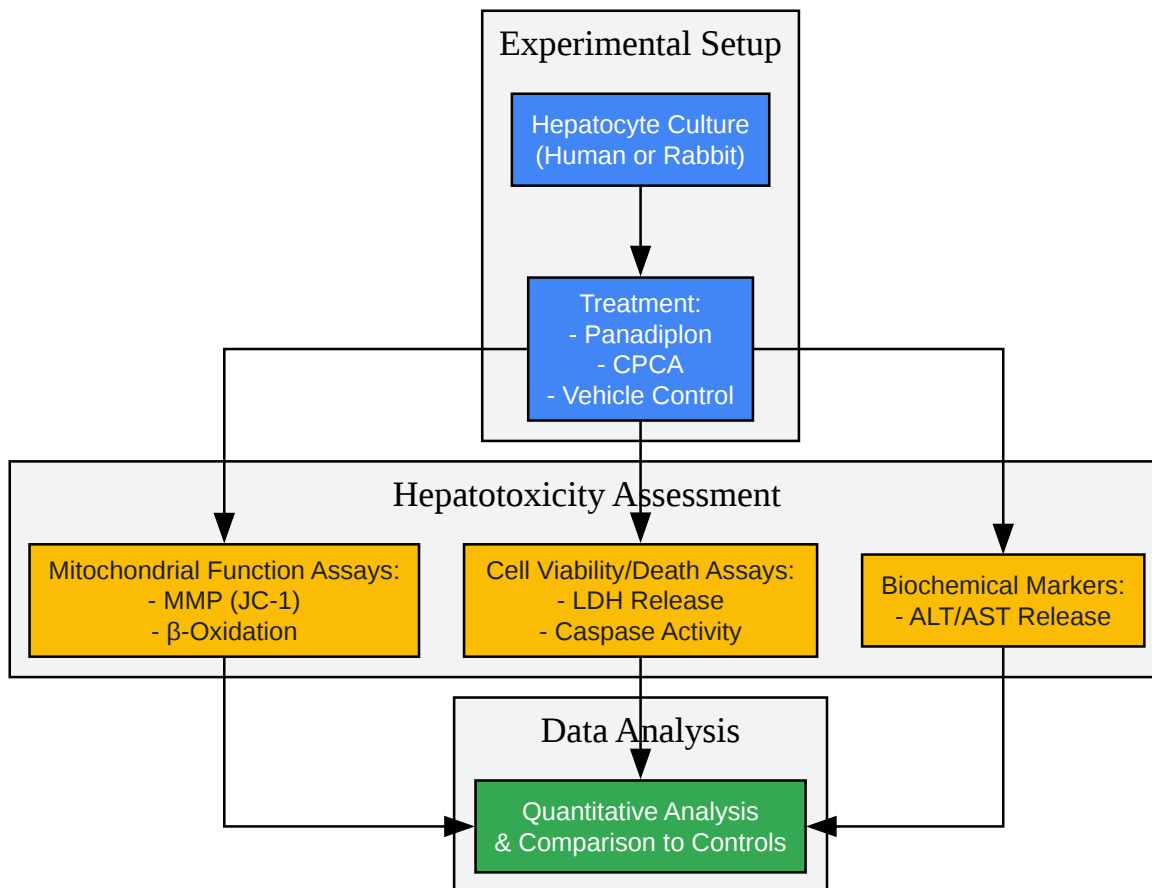 Experimental Setup
Hepatocyte Culture
(Human or Rabbit)
Treatment:
- Panadiplon
- CPCA
- Vehicle Control
Hepatotoxicity Assessment
Mitochondrial Function Assays:
- MMP (JC-1)
- β-Oxidation
Cell Viability/Death Assays:
- LDH Release
- Caspase Activity
Biochemical Markers:
- ALT/AST Release
Data Analysis
Quantitative Analysis
& Comparison to Controls